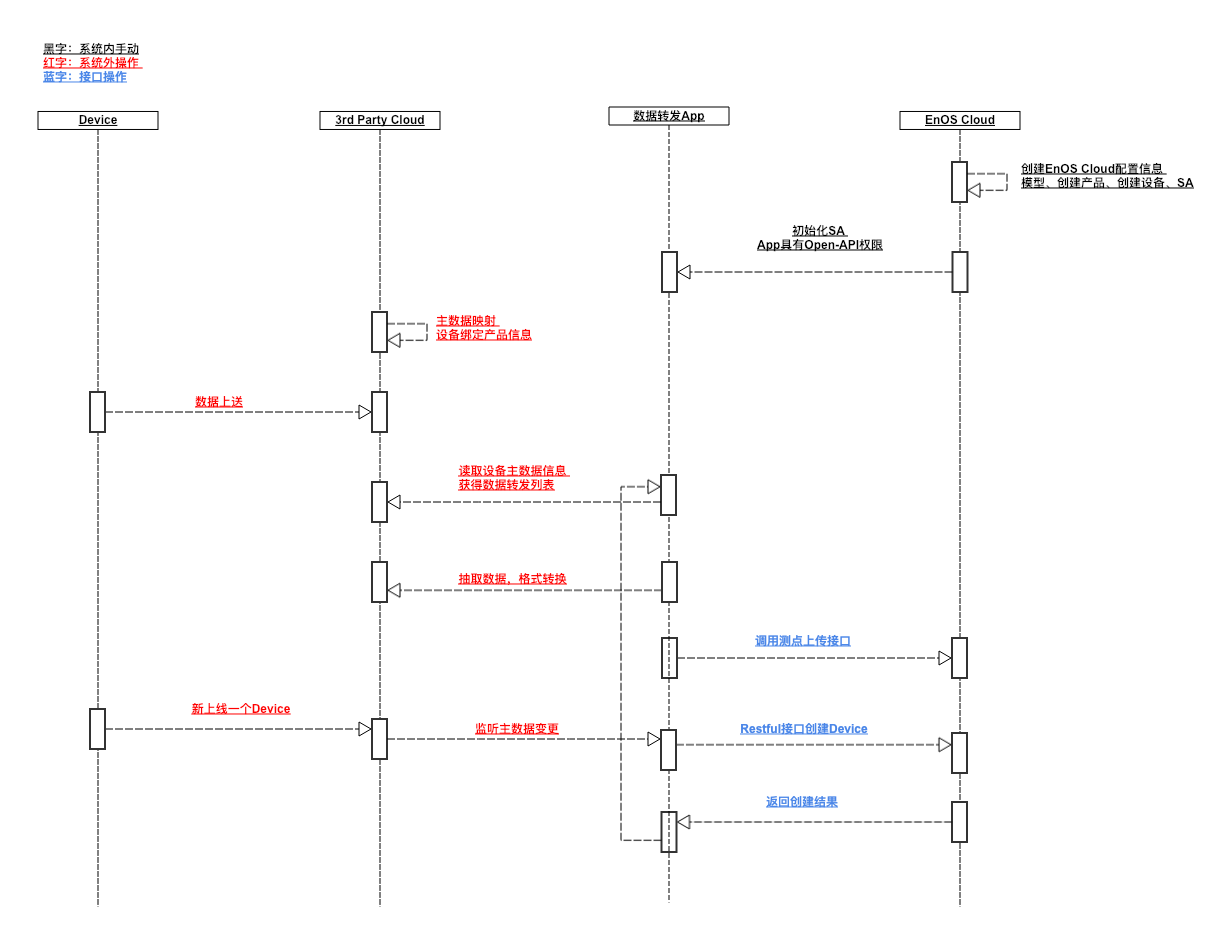 黑字：系统内手动
红字：系统外操作
蓝字：接口操作
Device
3rd Party Cloud
数据转发App
EnOS Cloud
创建EnOS Cloud配置信息
模型、创建产品、创建设备、SA
初始化SA
App具有Open-API权限
主数据映射
设备绑定产品信息
数据上送
读取设备主数据信息
获得数据转发列表
抽取数据，格式转换
调用测点上传接口
新上线一个Device
监听主数据变更
Restful接口创建Device
返回创建结果